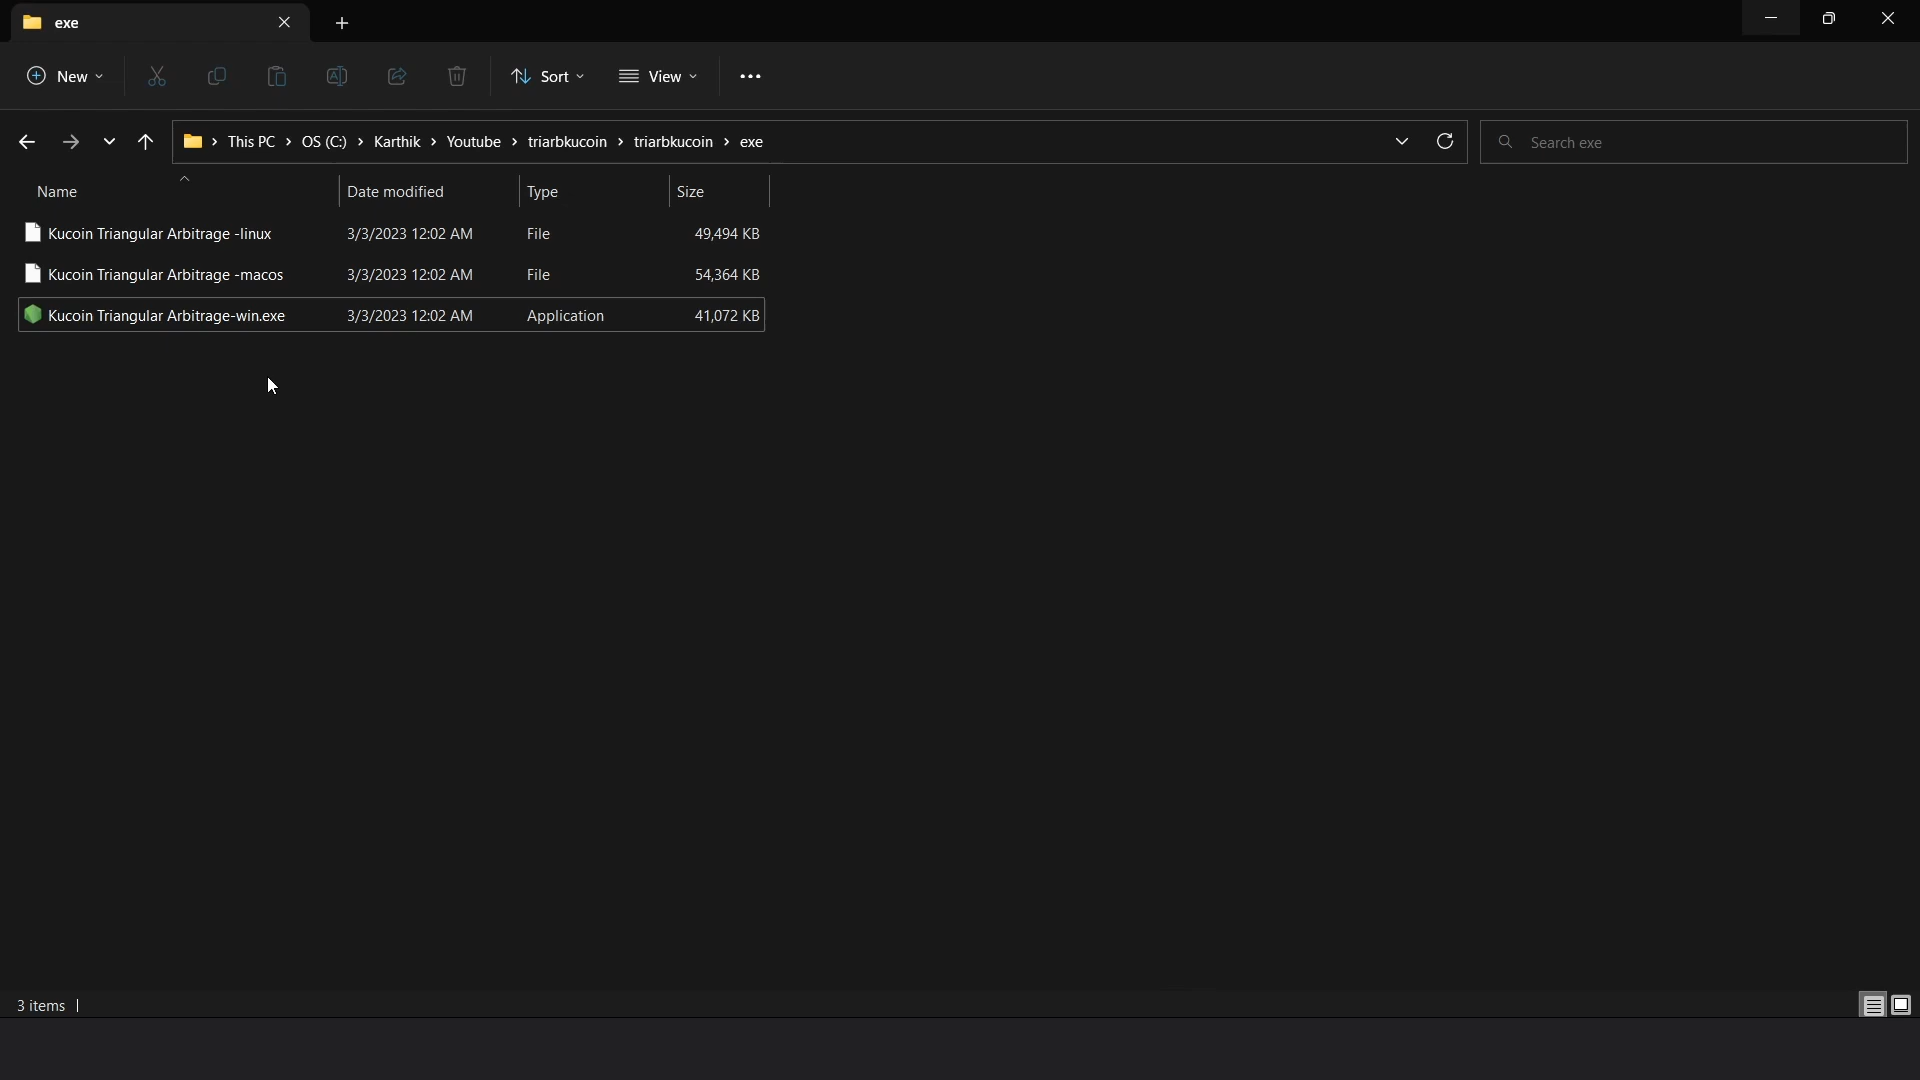 exe
New
Sort
View
This PC > OS (C:) > Karthik > Youtube > triarbkucoin > triarbkucoin > exe
Search exe
Name Date modified Type Size
Kucoin Triangular Arbitrage -linux 3/3/2023 12:02 AM File 49,494 KB
Kucoin Triangular Arbitrage -macos 3/3/2023 12:02 AM File 54,364 KB
Kucoin Triangular Arbitrage-win.exe 3/3/2023 12:02 AM Application 41,072 KB
3 items